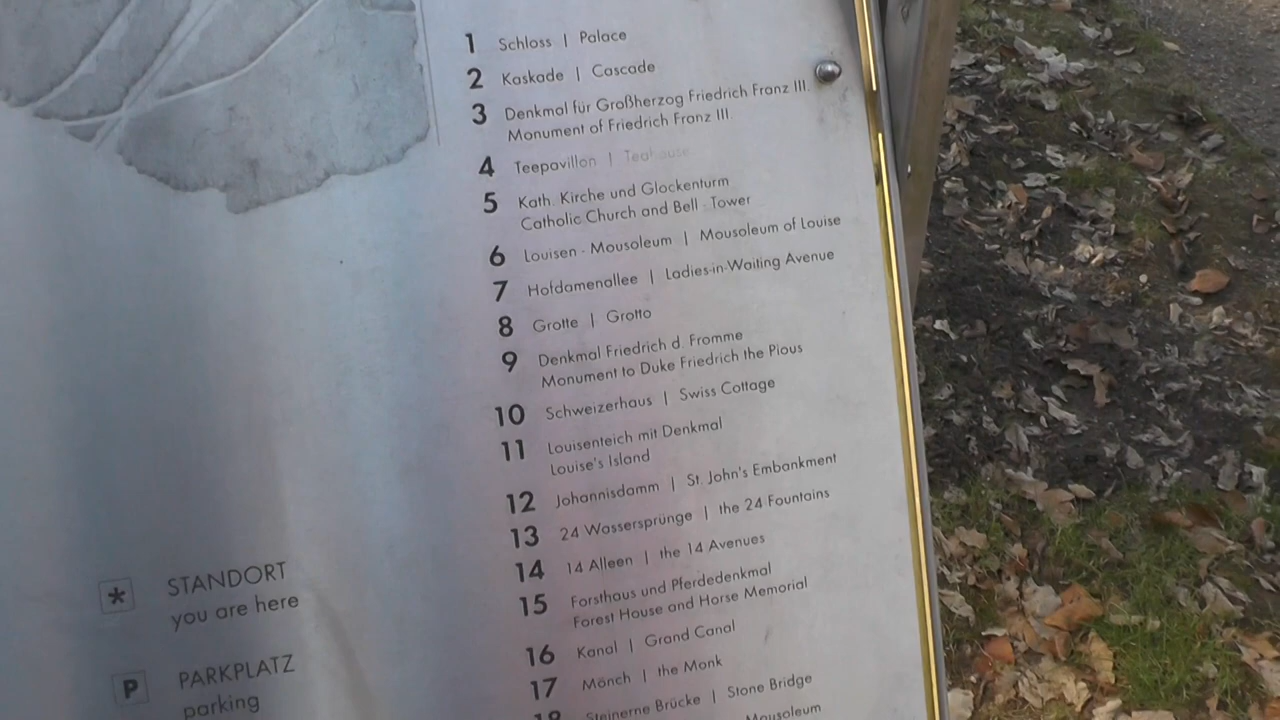 1 Schloss | Palace
2 Kaskade | Cascade
3 Denkmal für Großherzog Friedrich Franz III.
Monument of Friedrich Franz III.
4 Teepavillon | Teahouse
5 Kath. Kirche und Glockenturm
Catholic Church and Bell - Tower
6 Louisen - Mausoleum | Mausoleum of Louise
7 Hofdamenallee | Ladies-in-Waiting Avenue
8 Grotte | Grotto
9 Denkmal Friedrich d. Fromme
Monument to Duke Friedrich the Pious
10 Schweizerhaus | Swiss Cottage
11 Louisenteich mit Denkmal
Louise's Island
12 Johannisdamm | St. John's Embankment
13 24 Wassersprünge | the 24 Fountains
14 14 Alleen | the 14 Avenues
15 Forsthaus und Pferdedenkmal
Forest House and Horse Memorial
16 Kanal | Grand Canal
17 Mönch | the Monk
18 Steinerne Brücke | Stone Bridge
Mausoleum
* STANDORT
you are here
P PARKPLATZ
parking